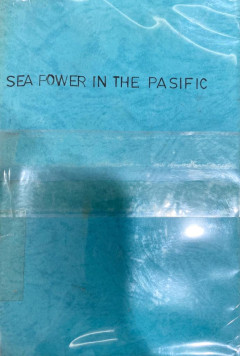 SEA POWER IN THE PASIFIC